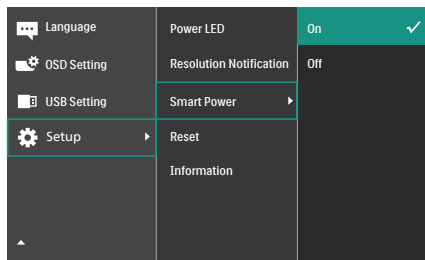 Language
OSD Setting
USB Setting
Setup
Power LED
Resolution Notification
Smart Power
Reset
Information
On
Off